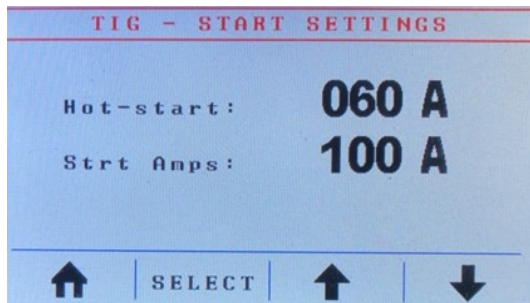 TIG - START SETTINGS
Hot-start: 060 A
Strt Amps: 100 A
SELECT